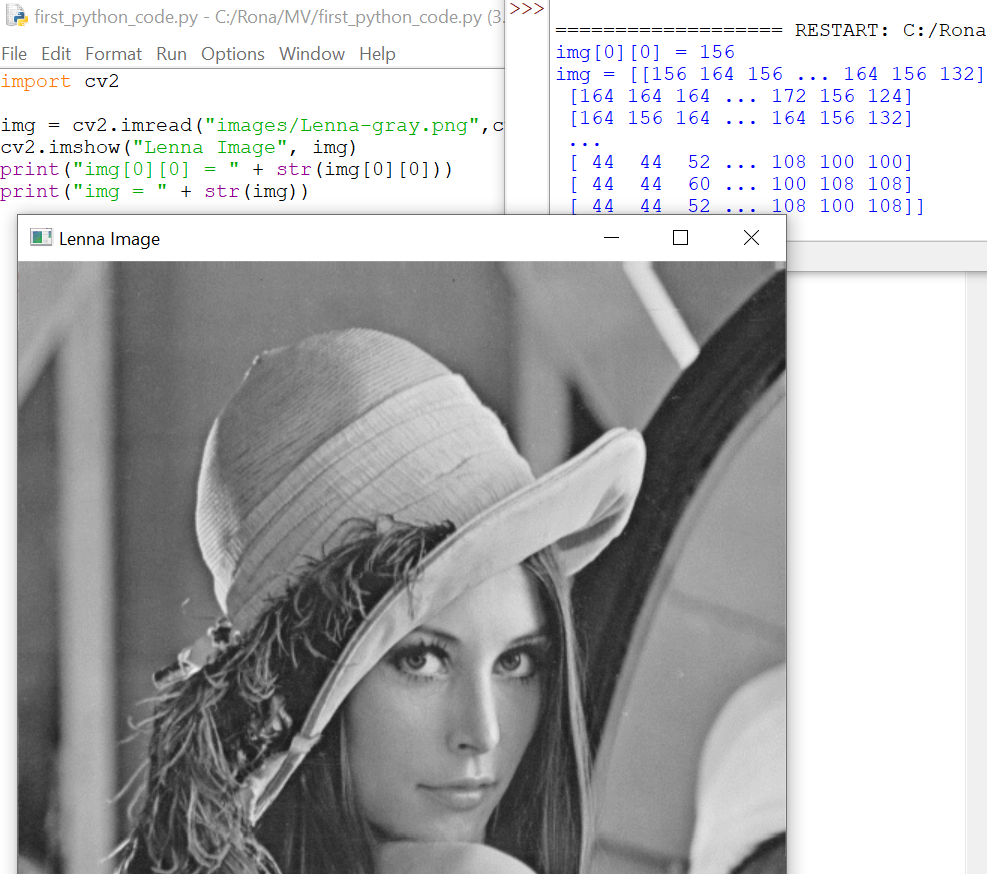 first_python_code.py - C:/Rona/MV/first_python_code.py (3.
File Edit Format Run Options Window Help
import cv2
img = cv2.imread("images/Lenna-gray.png",c
cv2.imshow("Lenna Image", img)
print("img[0][0] = " + str(img[0][0]))
print("img = " + str(img))
>>>
=================== RESTART: C:/Rona
img[0][0] = 156
img = [[156 164 156 ... 164 156 132]
[164 164 164 ... 172 156 124]
[164 156 164 ... 164 156 132]
...
[ 44  44  52 ... 108 100 100]
[ 44  44  60 ... 100 108 108]
[ 44  44  52 ... 108 100 108]]
Lenna Image